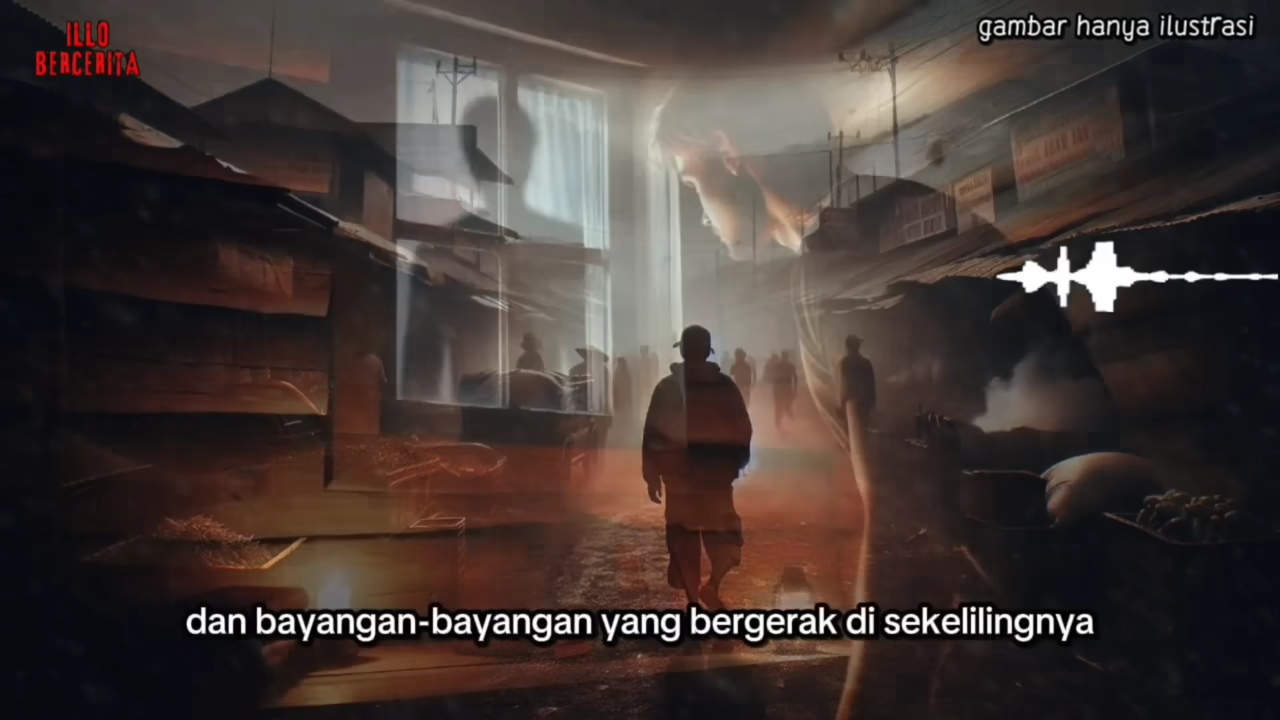 ILLO
BERCERITA
gambar hanya ilustrasi
dan bayangan-bayangan yang bergerak di sekelilingnya